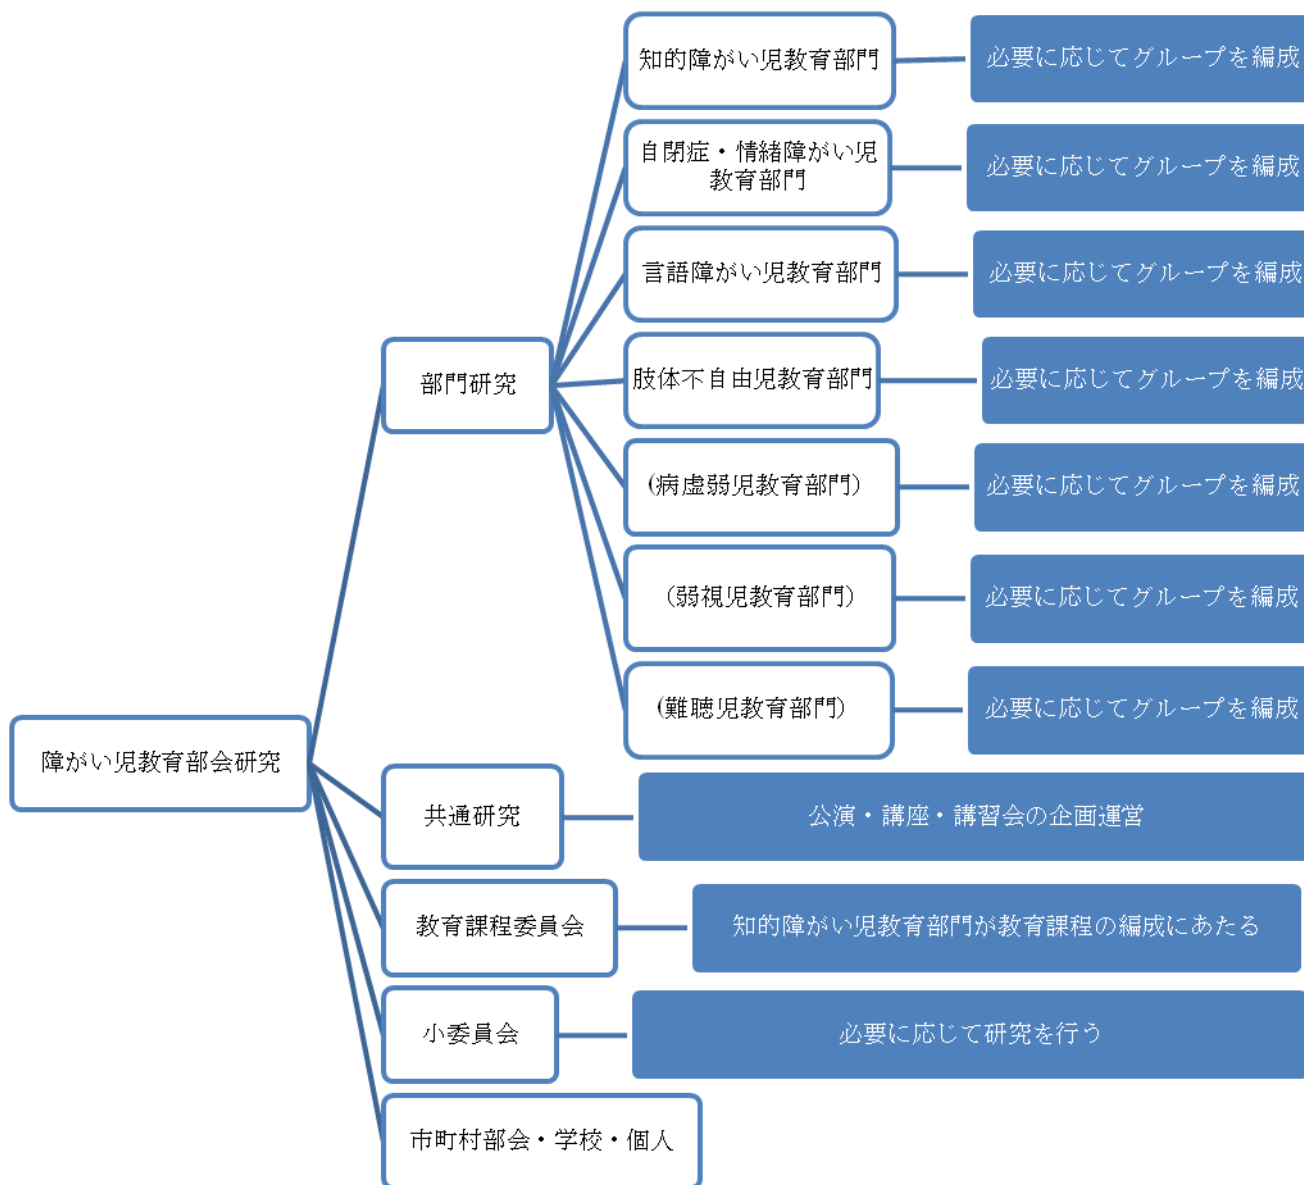 知的障がい児教育部門
必要に応じてグループを編成
自閉症・情緒障がい児
教育部門
必要に応じてグループを編成
言語障がい児教育部門
必要に応じてグループを編成
部門研究
肢体不自由児教育部門
必要に応じてグループを編成
(病虚弱児教育部門)
必要に応じてグループを編成
(弱視児教育部門)
必要に応じてグループを編成
(難聴児教育部門)
必要に応じてグループを編成
障がい児教育部会研究
共通研究
公演・講座・講習会の企画運営
教育課程委員会
知的障がい児教育部門が教育課程の編成にあたる
小委員会
必要に応じて研究を行う
市町村部会・学校・個人